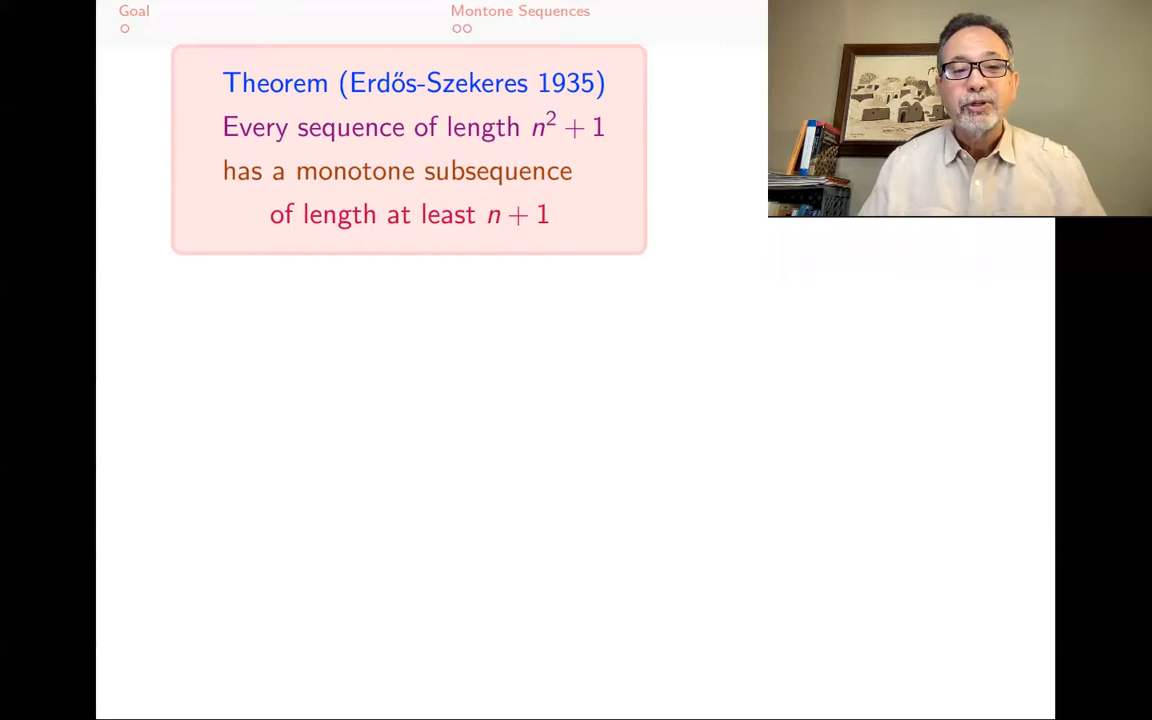 Goal
Montone Sequences
Theorem (Erdős-Szekeres 1935)
Every sequence of length n² + 1
has a monotone subsequence
of length at least n + 1